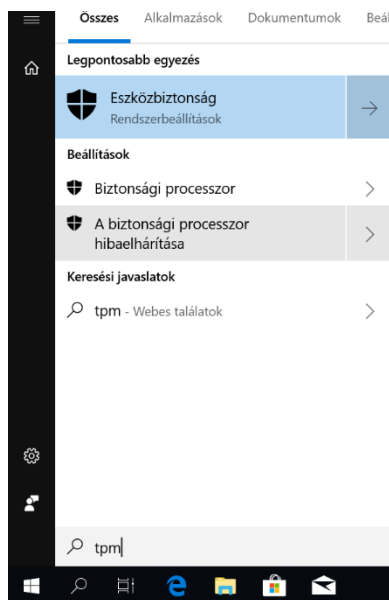 Összes Alkalmazások Dokumentumok Beál
Legpontosabb egyezés
Eszközbiztonság
Rendszerbeállítások
Beállítások
Biztonsági processzor
A biztonsági processzor
hibaelhárítása
Keresési javaslatok
tpm - Webes találatok
tpm